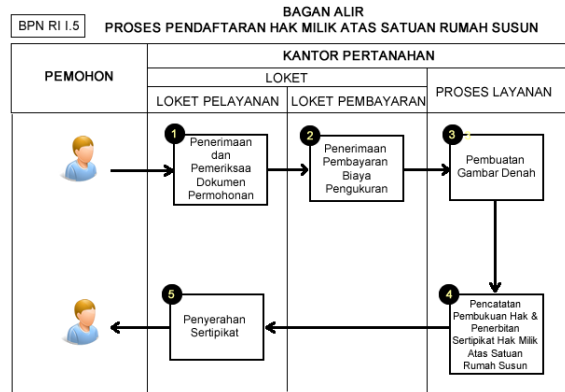 BPN RI I.5
BAGAN ALIR
PROSES PENDAFTARAN HAK MILIK ATAS SATUAN RUMAH SUSUN
PEMOHON
KANTOR PERTANAHAN
LOKET
LOKET PELAYANAN
LOKET PEMBAYARAN
PROSES LAYANAN
1
Penerimaan
dan
Pemeriksaa
Dokumen
Permohonan
2
Penerimaan
Pembayaran
Biaya
Pengukuran
3
Pembuatan
Gambar Denah
5
Penyerahan
Sertipikat
4
Pencatatan
Pembukuan Hak &
Penerbitan
Sertipikat Hak Milik
Atas Satuan
Rumah Susun